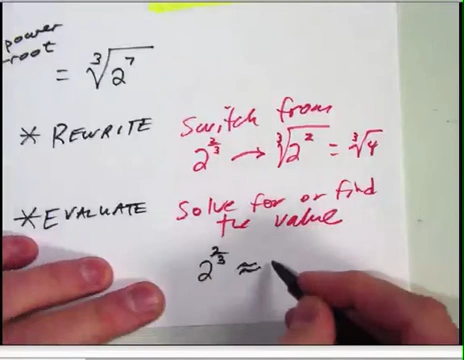 power
root
= ∛(2⁷)
* REWRITE Switch from
2^(2/3) → ∛(2²) = ∛4
* EVALUATE Solve for or find
the value
2^(2/3) ≈